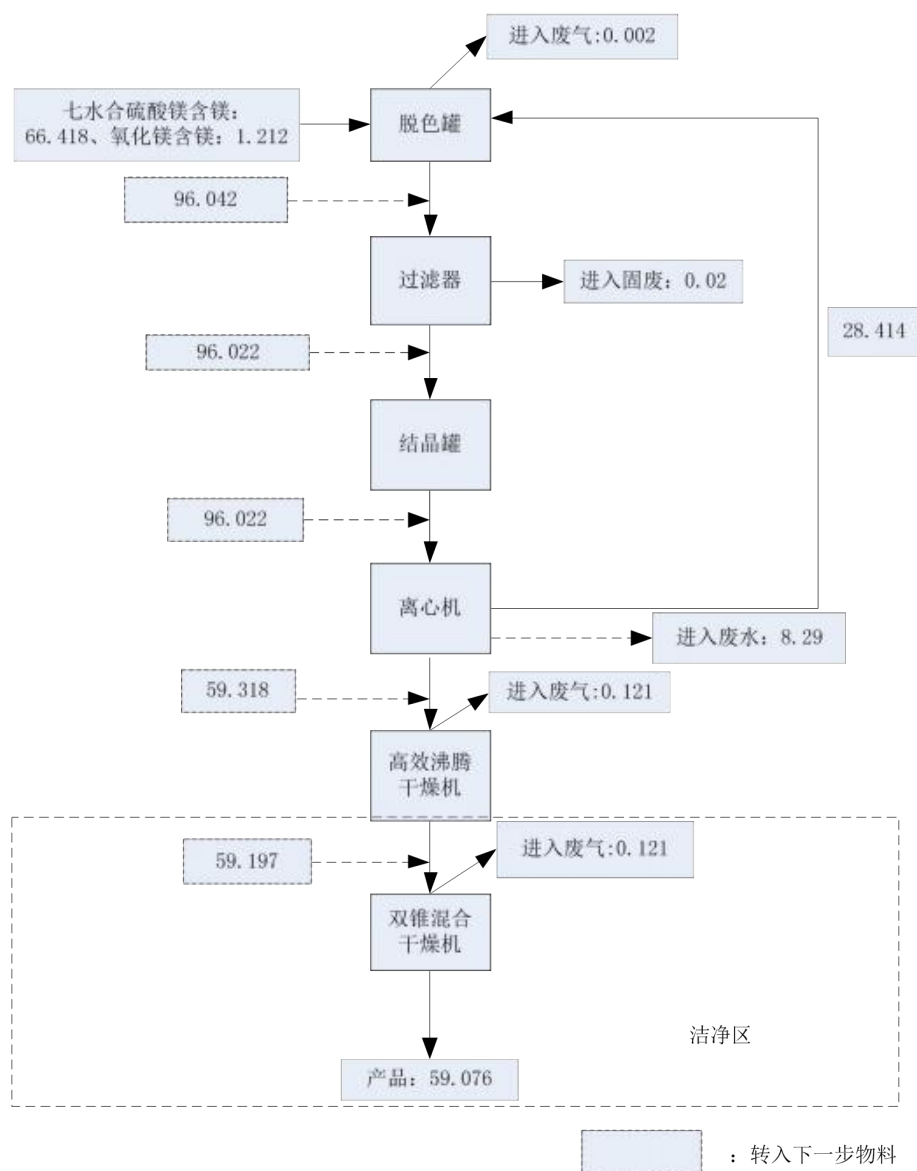 进入废气:0.002
七水合硫酸镁含镁：
66.418、氧化镁含镁：1.212
脱色罐
96.042
过滤器
进入固废：0.02
28.414
96.022
结晶罐
96.022
离心机
进入废水：8.29
59.318
进入废气:0.121
高效沸腾
干燥机
59.197
进入废气:0.121
双锥混合
干燥机
洁净区
产品：59.076
：转入下一步物料